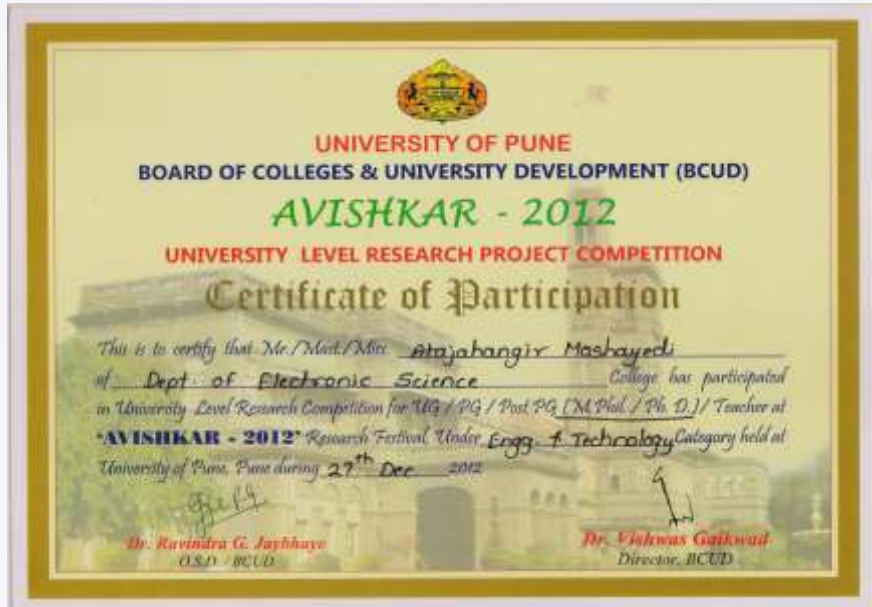 UNIVERSITY OF PUNE
BOARD OF COLLEGES & UNIVERSITY DEVELOPMENT (BCUD)
AVISHKAR - 2012
UNIVERSITY LEVEL RESEARCH PROJECT COMPETITION
Certificate of Participation
This is to certify that Mr./Mast./Miss. Atajahangir Mashayedi
of Dept. of Electronic Science College has participated
in University Level Research Competition for UG / PG / Post PG (M.Phil. / Ph. D.) / Teacher at
"AVISHKAR - 2012" Research Festival Under Engg. & Technology Category held at
University of Pune, Pune during 27th Dec 2012
Dr. Ravindra G. Jaybhaye
Dr. Vishwas Gaikwad
O.S.D. BCUD
Director, BCUD